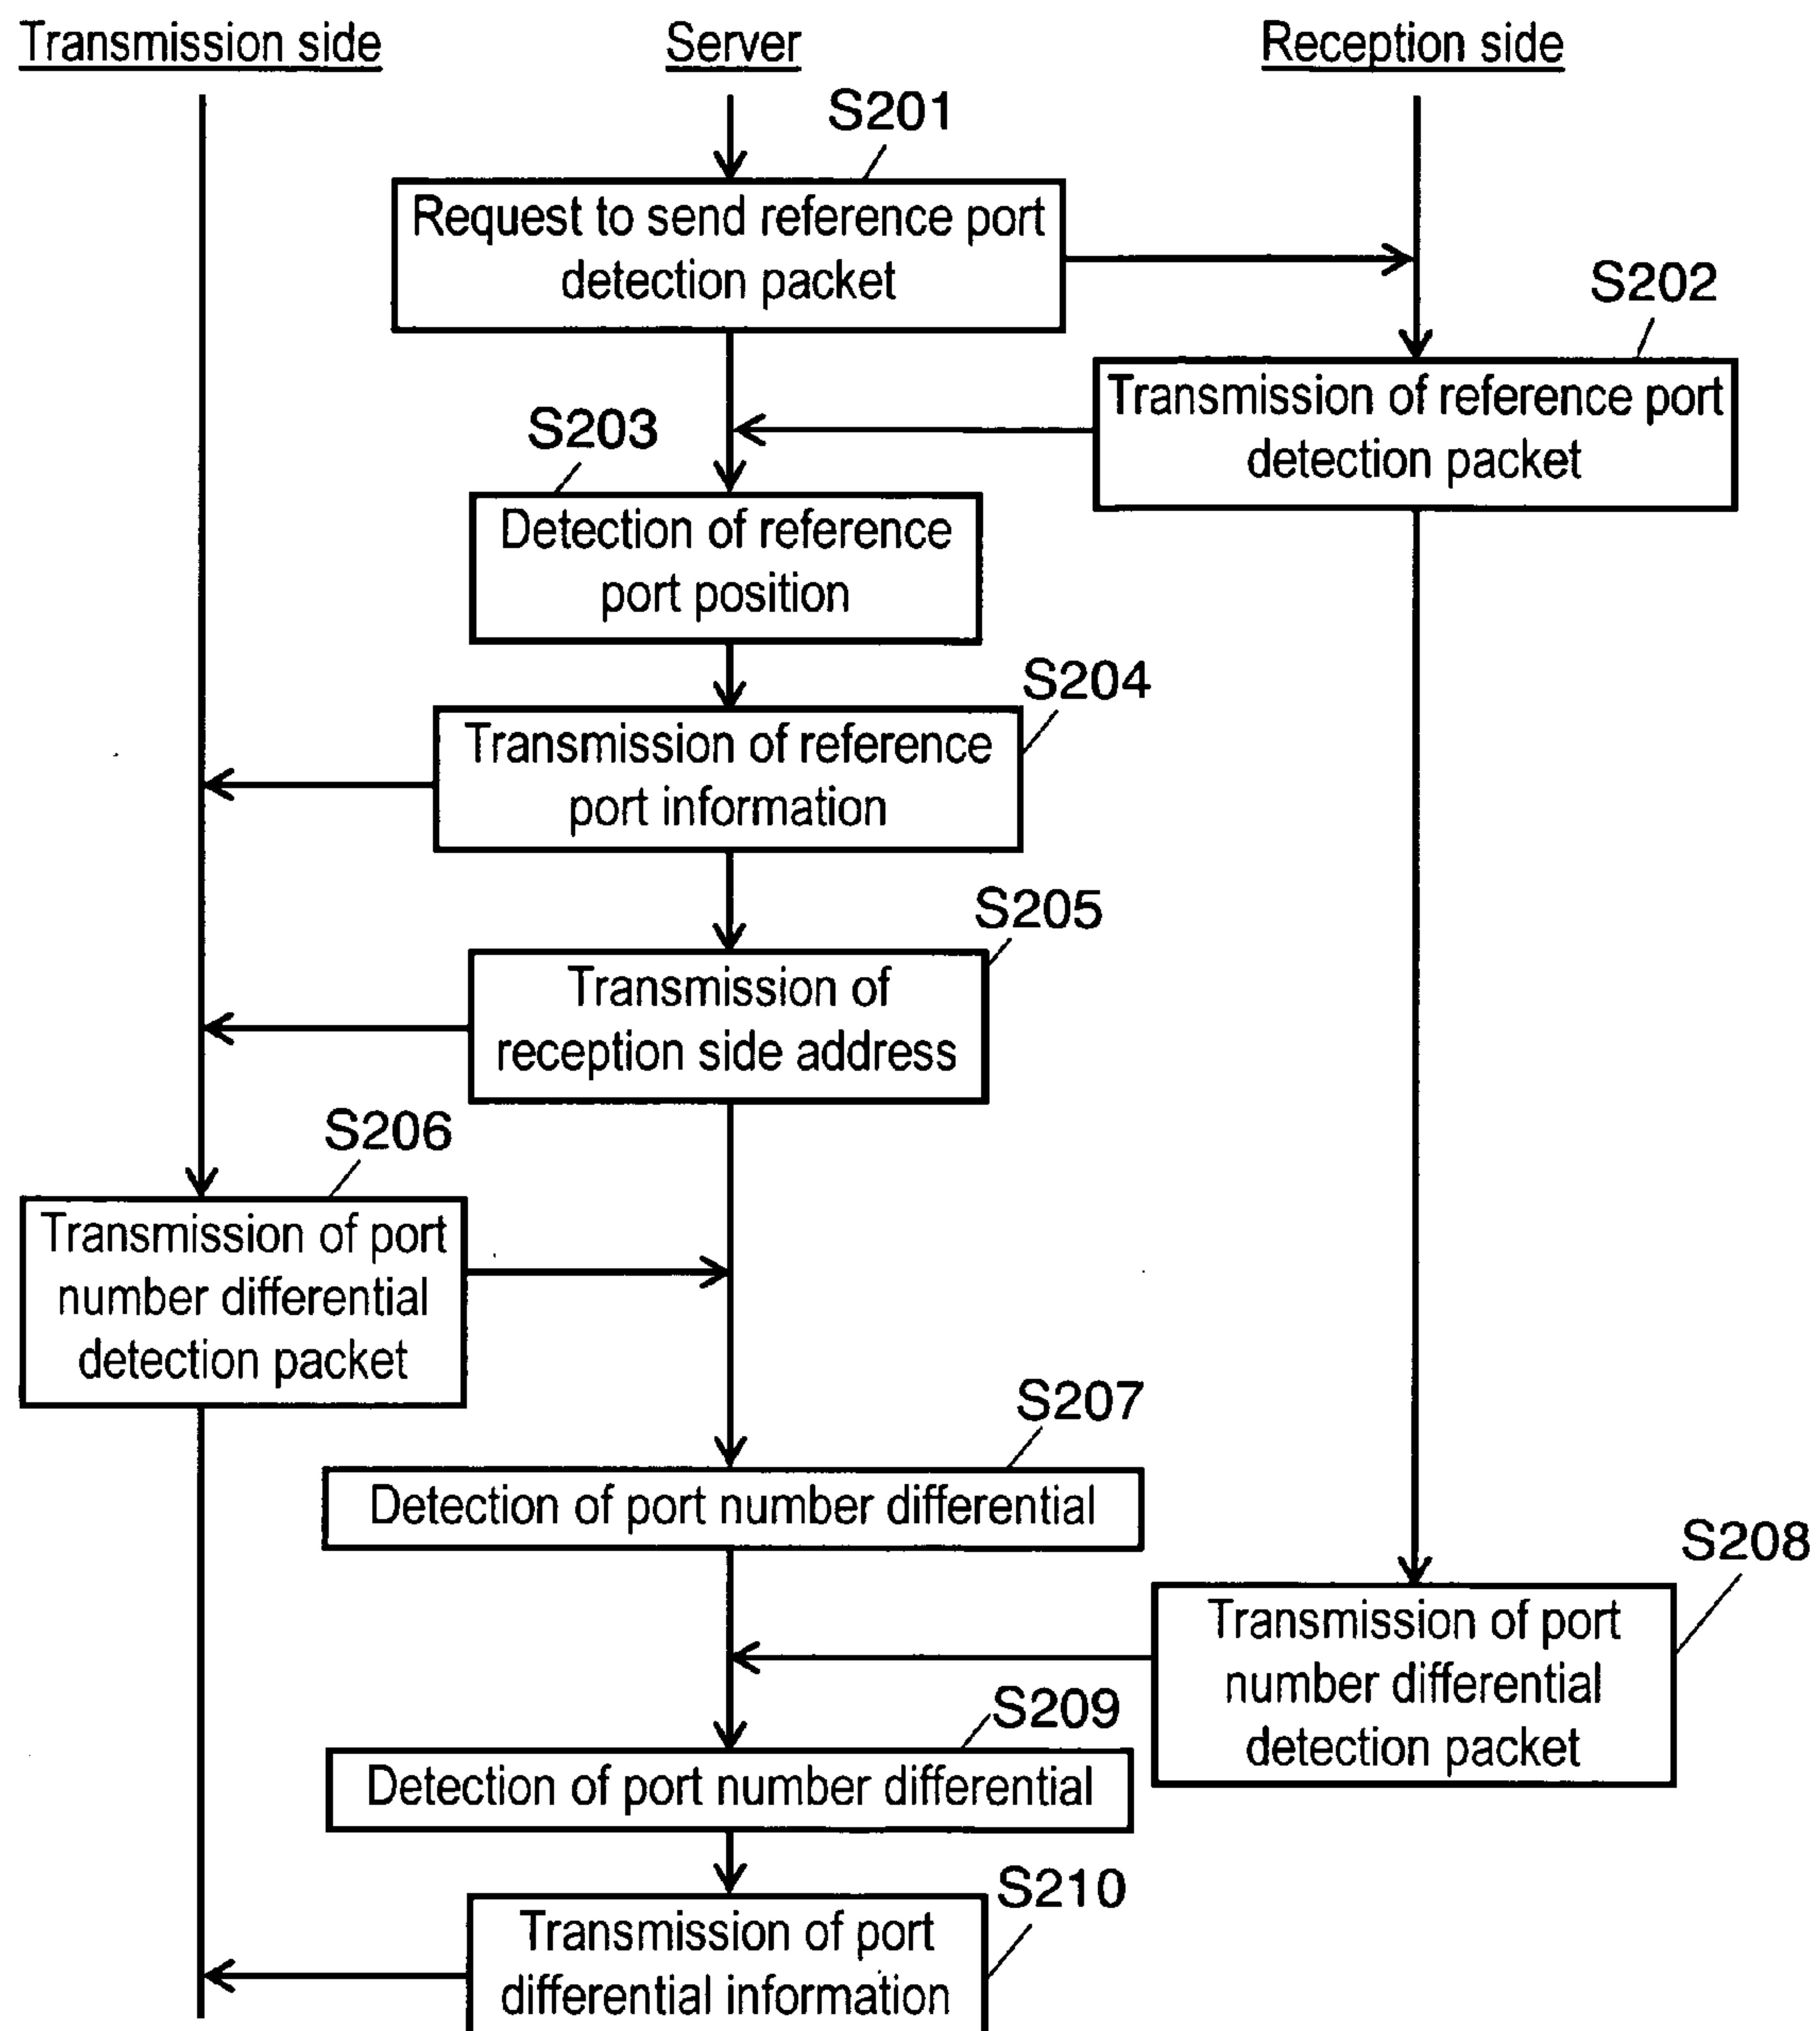 Transmission side
Server
Reception side
S201
Request to send reference port
detection packet
S202
Transmission of reference port
detection packet
S203
Detection of reference
port position
S204
Transmission of reference
port information
S205
Transmission of
reception side address
S206
Transmission of port
number differential
detection packet
S207
Detection of port number differential
S208
Transmission of port
number differential
detection packet
S209
Detection of port number differential
S210
Transmission of port
differential information